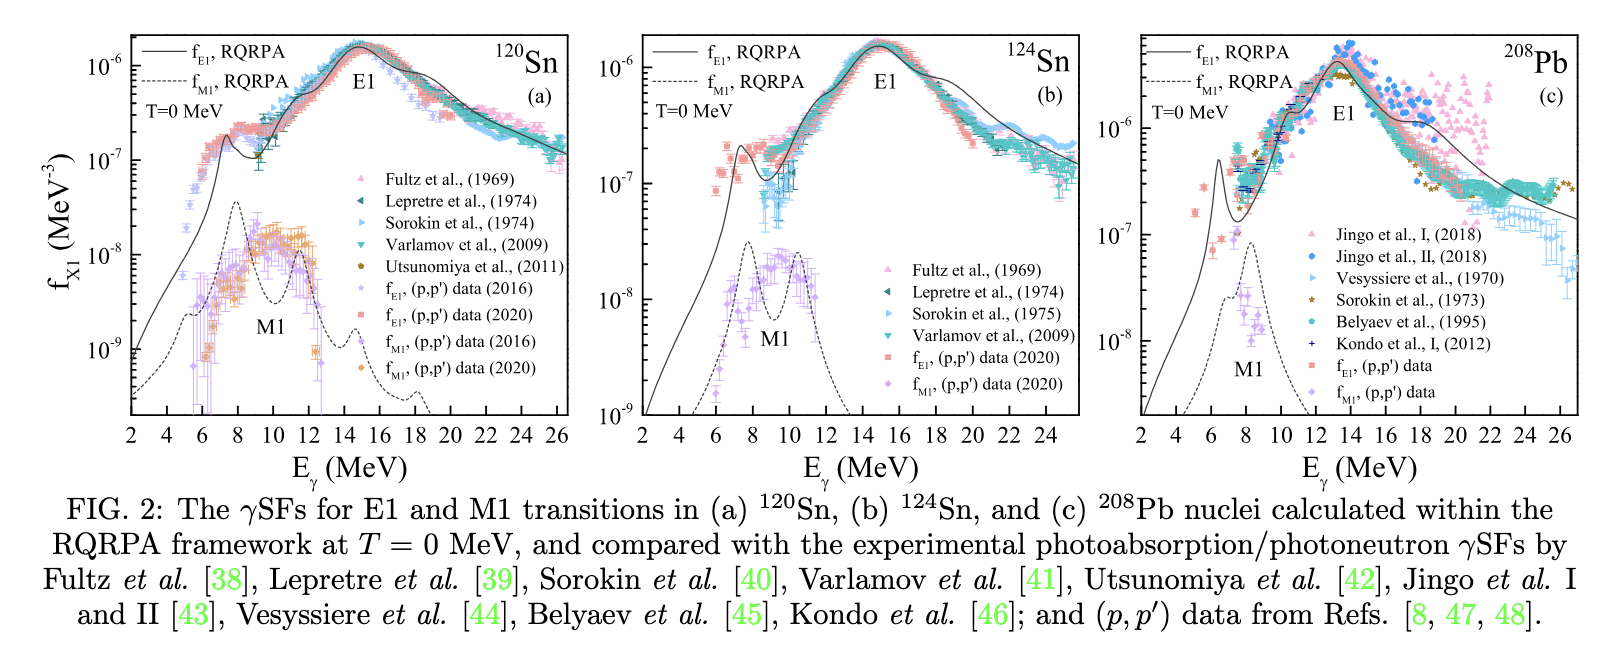 f_E1, RQRPA
f_M1, RQRPA
T=0 MeV
¹²⁰Sn
(a)
E1
M1
Fultz et al., (1969)
Lepretre et al., (1974)
Sorokin et al., (1974)
Varlamov et al., (2009)
Utsunomiya et al., (2011)
f_E1, (p,p') data (2016)
f_E1, (p,p') data (2020)
f_M1, (p,p') data (2016)
f_M1, (p,p') data (2020)
10⁻⁶
10⁻⁷
10⁻⁸
10⁻⁹
f_X1 (MeV⁻³)
2 4 6 8 10 12 14 16 18 20 22 24 26
E_γ (MeV)
f_E1, RQRPA
f_M1, RQRPA
T=0 MeV
¹²⁴Sn
(b)
E1
M1
Fultz et al., (1969)
Lepretre et al., (1974)
Sorokin et al., (1975)
Varlamov et al., (2009)
f_E1, (p,p') data (2020)
f_M1, (p,p') data (2020)
10⁻⁶
10⁻⁷
10⁻⁸
10⁻⁹
2 4 6 8 10 12 14 16 18 20 22 24
E_γ (MeV)
f_E1, RQRPA
f_M1, RQRPA
T=0 MeV
²⁰⁸Pb
(c)
E1
M1
Jingo et al., I, (2018)
Jingo et al., II, (2018)
Vesyssiere et al., (1970)
Sorokin et al., (1973)
Belyaev et al., (1995)
Kondo et al., I, (2012)
f_E1, (p,p') data
f_M1, (p,p') data
10⁻⁶
10⁻⁷
10⁻⁸
2 4 6 8 10 12 14 16 18 20 22 24 26
E_γ (MeV)
FIG. 2: The γSFs for E1 and M1 transitions in (a) ¹²⁰Sn, (b) ¹²⁴Sn, and (c) ²⁰⁸Pb nuclei calculated within the
RQRPA framework at T = 0 MeV, and compared with the experimental photoabsorption/photoneutron γSFs by
Fultz et al. [38], Lepretre et al. [39], Sorokin et al. [40], Varlamov et al. [41], Utsunomiya et al. [42], Jingo et al. I
and II [43], Vesyssiere et al. [44], Belyaev et al. [45], Kondo et al. [46]; and (p, p′) data from Refs. [8, 47, 48].